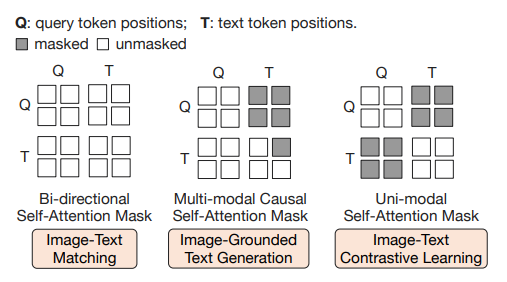 Q: query token positions; T: text token positions.
masked unmasked
Q T Q T Q T
Q Q Q
T T T
Bi-directional Multi-modal Causal Uni-modal
Self-Attention Mask Self-Attention Mask Self-Attention Mask
Image-Text Image-Grounded Image-Text
Matching Text Generation Contrastive Learning